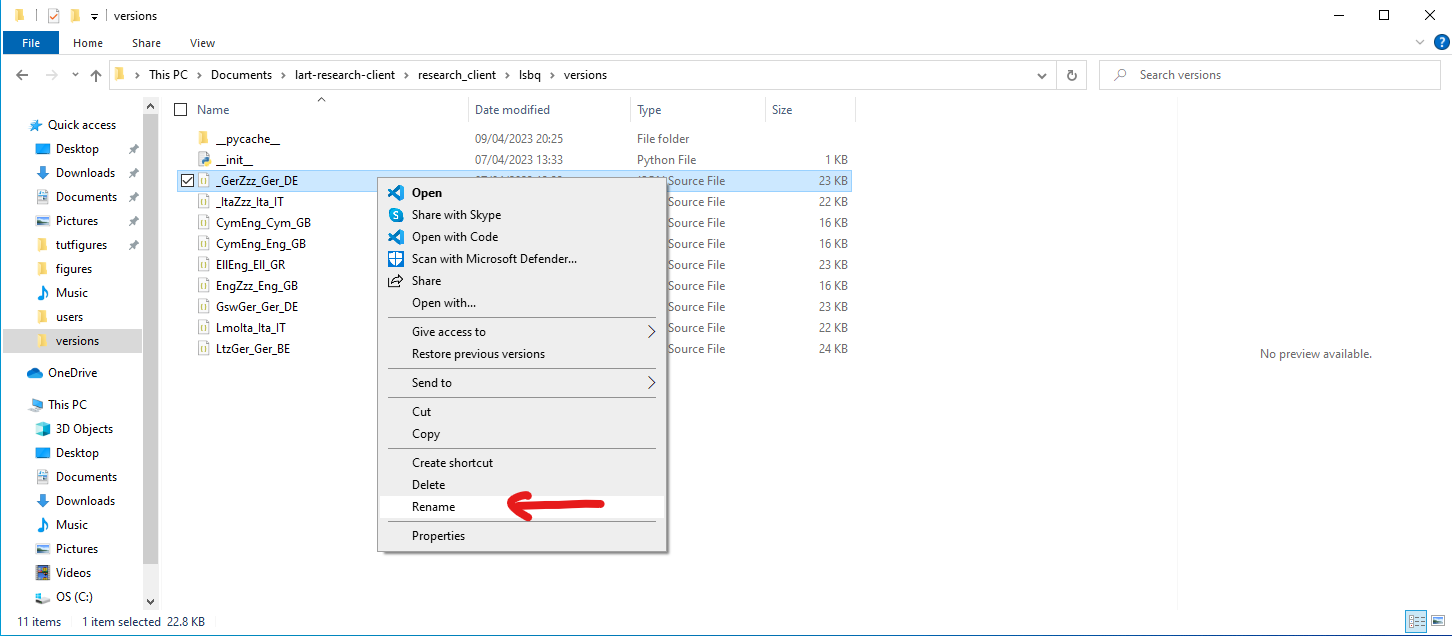 versions
File Home Share View
This PC Documents lart-research-client research_client lsbq versions
Search versions
Name Date modified Type Size
Quick access
Desktop
Downloads
Documents
Pictures
tutfigures
figures
Music
users
versions
OneDrive
This PC
3D Objects
Desktop
Documents
Downloads
Music
Pictures
Videos
OS (C:)
__pycache__ 09/04/2023 20:25 File folder
__init__ 07/04/2023 13:33 Python File 1 KB
_GerZzz_Ger_DE Source File 23 KB
_ItaZzz_Ita_IT Source File 22 KB
CymEng_Cym_GB Source File 16 KB
CymEng_Eng_GB Source File 16 KB
EllEng_Ell_GR Source File 23 KB
EngZzz_Eng_GB Source File 16 KB
GswGer_Ger_DE Source File 23 KB
LmoIta_Ita_IT Source File 22 KB
LtzGer_Ger_BE Source File 24 KB
Open
Share with Skype
Open with Code
Scan with Microsoft Defender...
Share
Open with...
Give access to
Restore previous versions
Send to
Cut
Copy
Create shortcut
Delete
Rename
Properties
No preview available.
11 items 1 item selected 22.8 KB